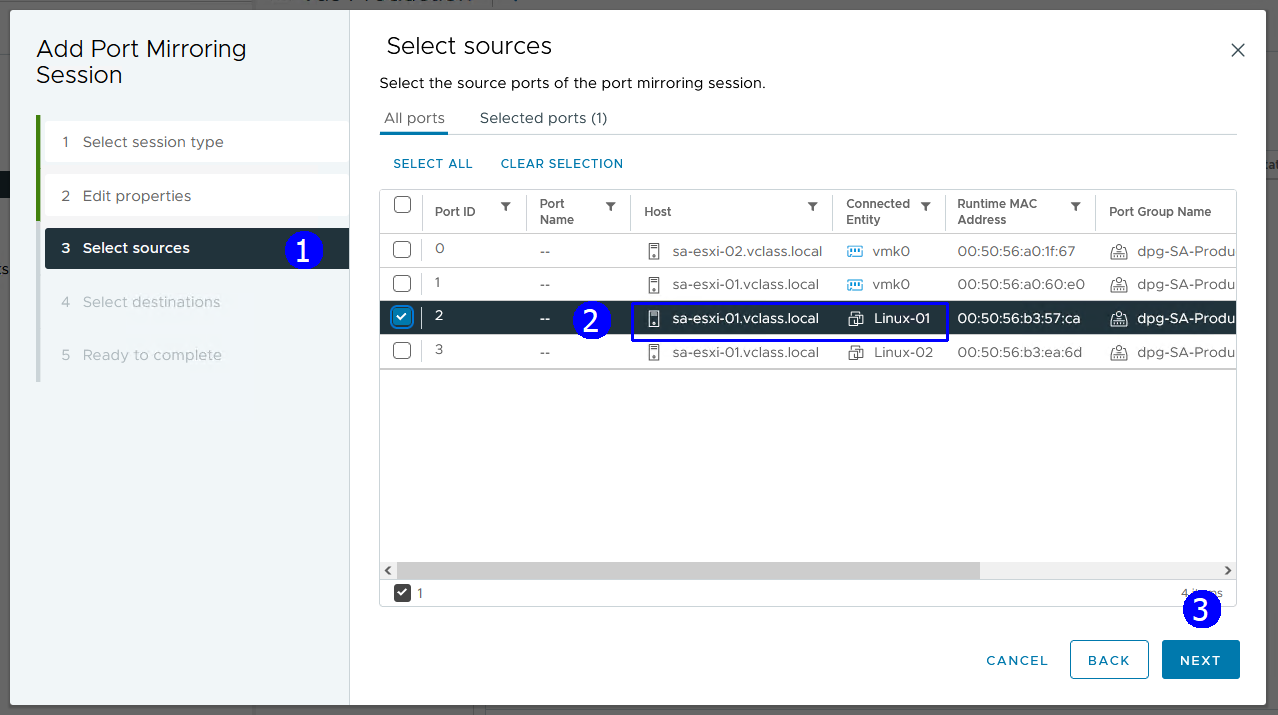 Add Port Mirroring
Session
1 Select session type
2 Edit properties
3 Select sources
1
4 Select destinations
5 Ready to complete
Select sources
Select the source ports of the port mirroring session.
All ports Selected ports (1)
SELECT ALL CLEAR SELECTION
Port ID Port Name Host Connected Entity Runtime MAC Address Port Group Name
0 -- sa-esxi-02.vclass.local vmk0 00:50:56:a0:1f:67 dpg-SA-Produ
1 -- sa-esxi-01.vclass.local vmk0 00:50:56:a0:60:e0 dpg-SA-Produ
2 -- 2 sa-esxi-01.vclass.local Linux-01 00:50:56:b3:57:ca dpg-SA-Produ
3 -- sa-esxi-01.vclass.local Linux-02 00:50:56:b3:ea:6d dpg-SA-Produ
1
3
CANCEL BACK NEXT